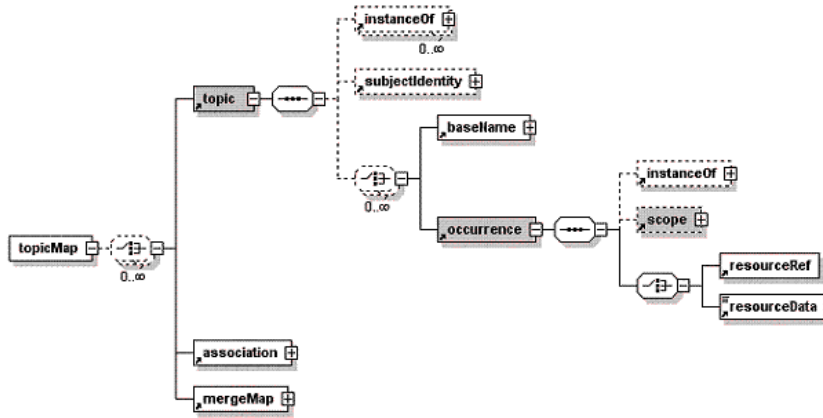 instanceOf
0..∞
topic
subjectIdentity
baseName
0..∞
instanceOf
scope
occurrence
topicMap
0..∞
resourceRef
resourceData
association
mergeMap